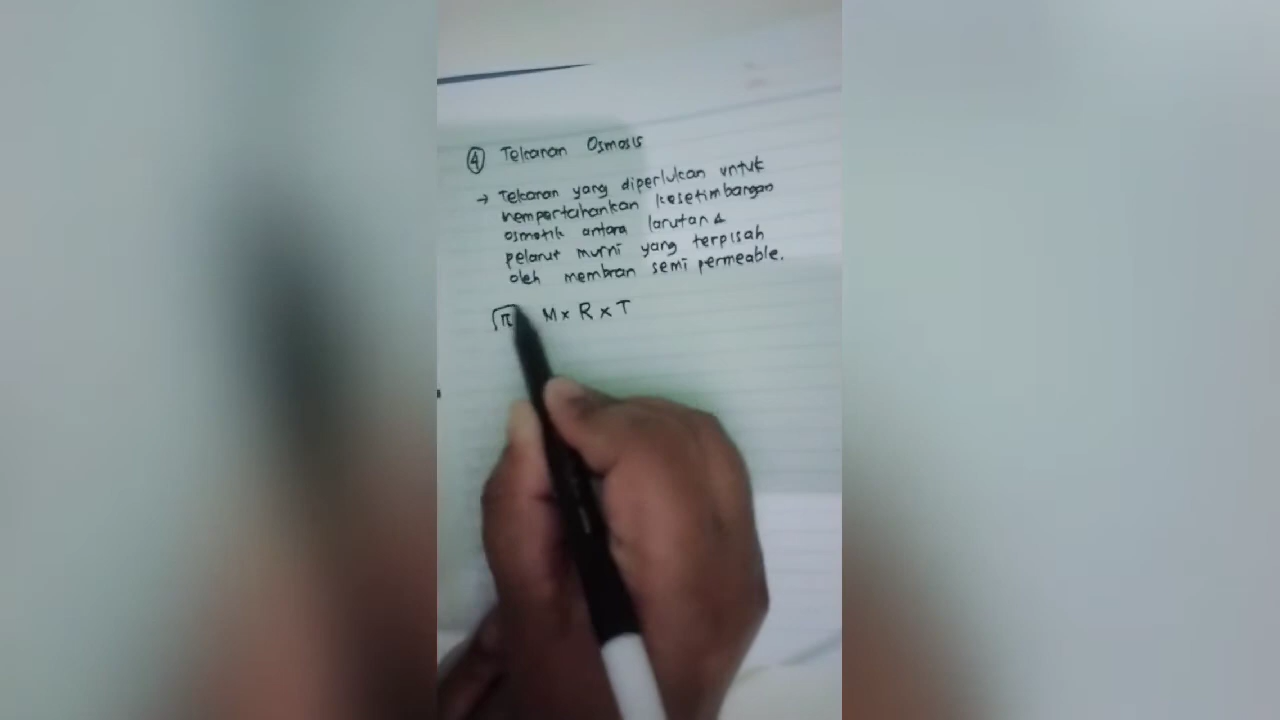 ④ Tekanan Osmosis
→ Tekanan yang diperlukan untuk
mempertahankan kesetimbangan
osmotik antara larutan &
pelarut murni yang terpisah
oleh membran semi permeable.
π M x R x T